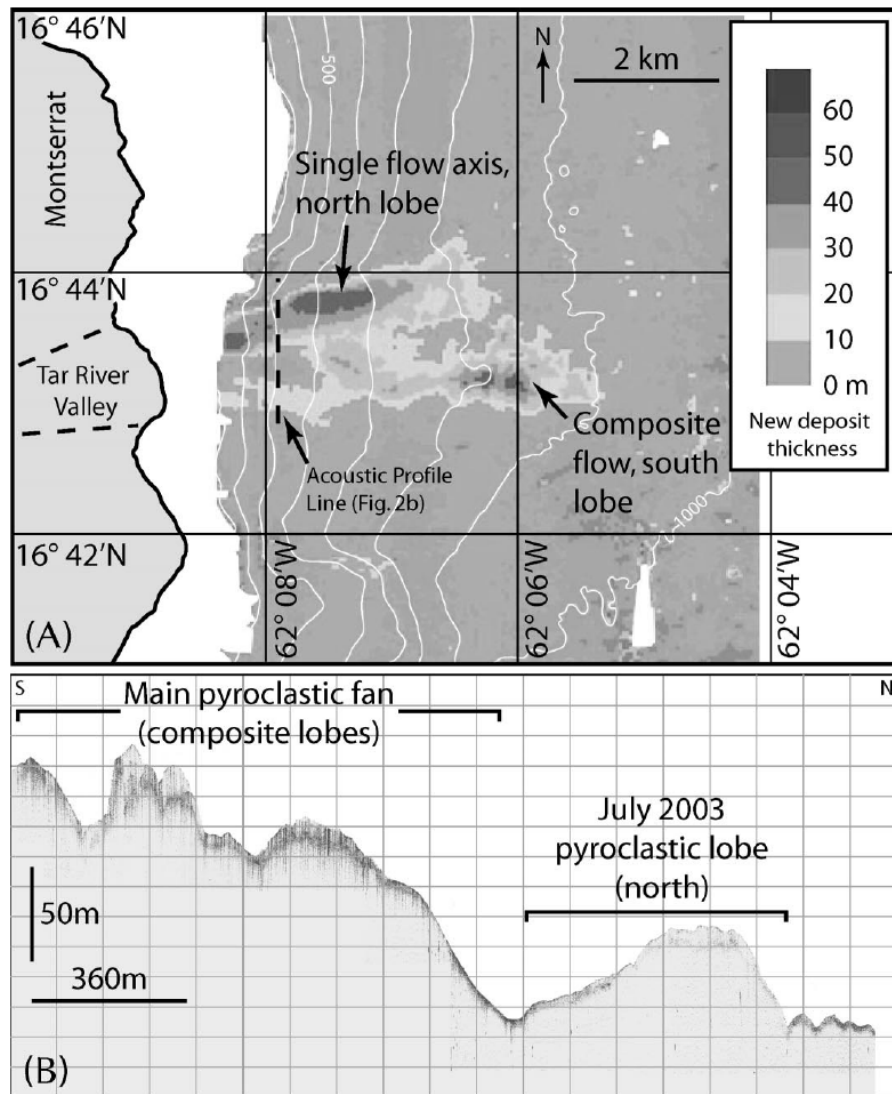 16° 46'N
Montserrat
500
N
2 km
Single flow axis,
north lobe
60
50
40
30
20
10
0 m
New deposit
thickness
16° 44'N
Tar River
Valley
Acoustic Profile
Line (Fig. 2b)
Composite
flow, south
lobe
-1000
16° 42'N
62° 08'W
62° 06'W
62° 04'W
(A)
S
N
Main pyroclastic fan
(composite lobes)
July 2003
pyroclastic lobe
(north)
50m
360m
(B)